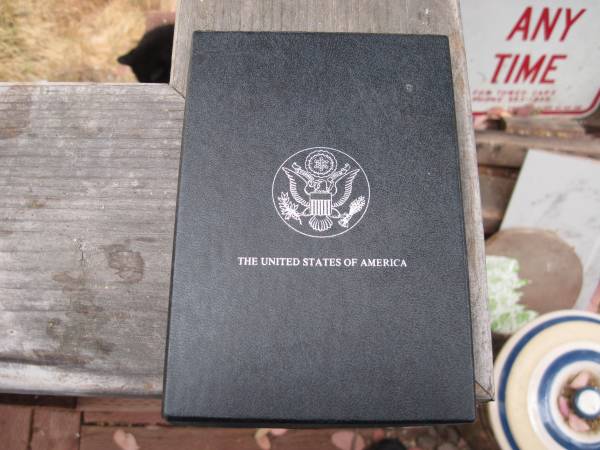 THE UNITED STATES OF AMERICA
ANY
TIME